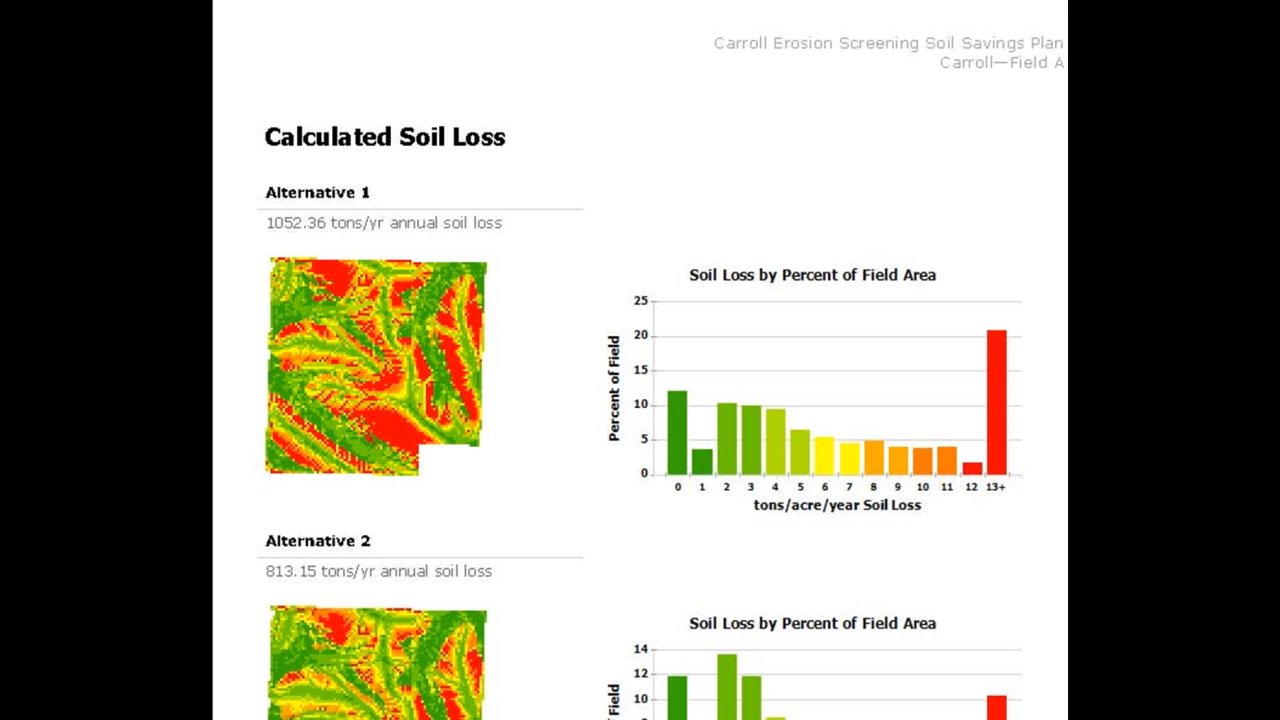 Carroll Erosion Screening Soil Savings Plan
Carroll—Field A
Calculated Soil Loss
Alternative 1
1052.36 tons/yr annual soil loss
Soil Loss by Percent of Field Area
25
20
15
10
5
0
Percent of Field
0 1 2 3 4 5 6 7 8 9 10 11 12 13+
tons/acre/year Soil Loss
Alternative 2
813.15 tons/yr annual soil loss
Soil Loss by Percent of Field Area
14
12
10
Field